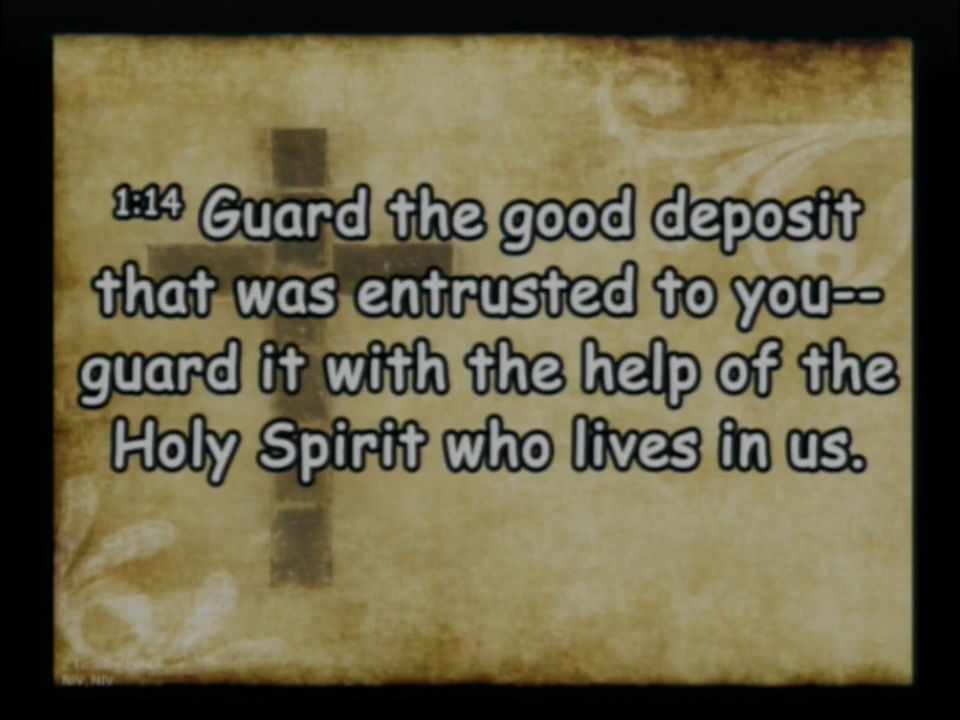 1:14 Guard the good deposit
that was entrusted to you--
guard it with the help of the
Holy Spirit who lives in us.
NIV, NIV